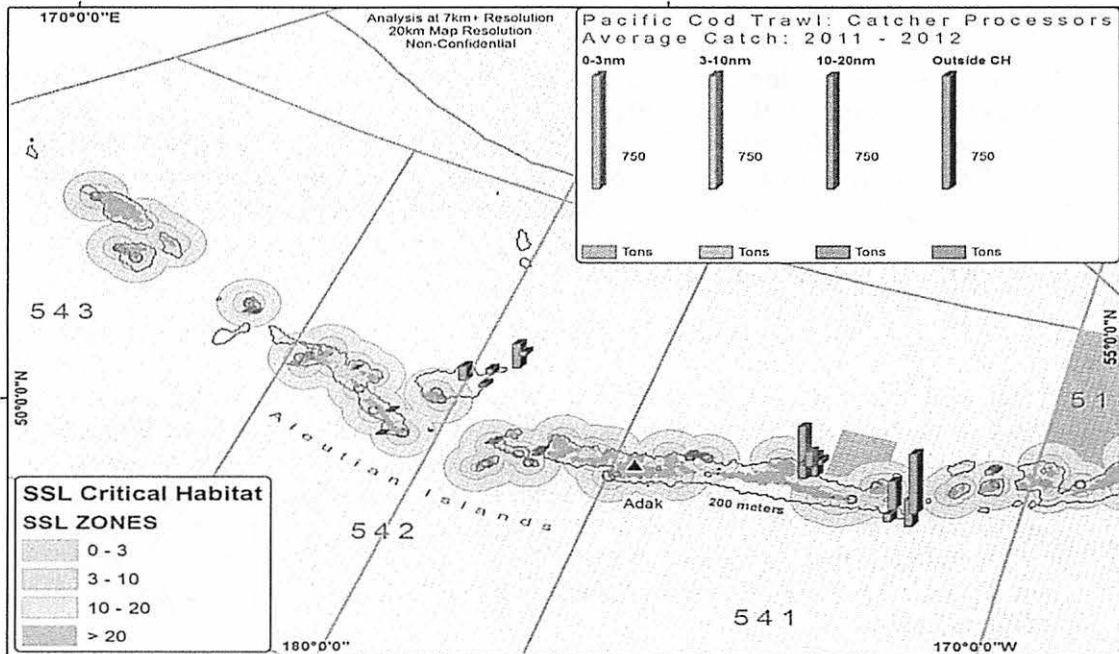 170°0'0"E
Analysis at 7km+ Resolution
20km Map Resolution
Non-Confidential
Pacific Cod Trawl: Catcher Processors
Average Catch: 2011 - 2012
0-3nm 3-10nm 10-20nm Outside CH
750 750 750 750
Tons Tons Tons Tons
543
50°0'0"N
55°0'0"N
51
Aleutian Islands
Adak
200 meters
542
541
SSL Critical Habitat
SSL ZONES
0 - 3
3 - 10
10 - 20
> 20
180°0'0"
170°0'0"W